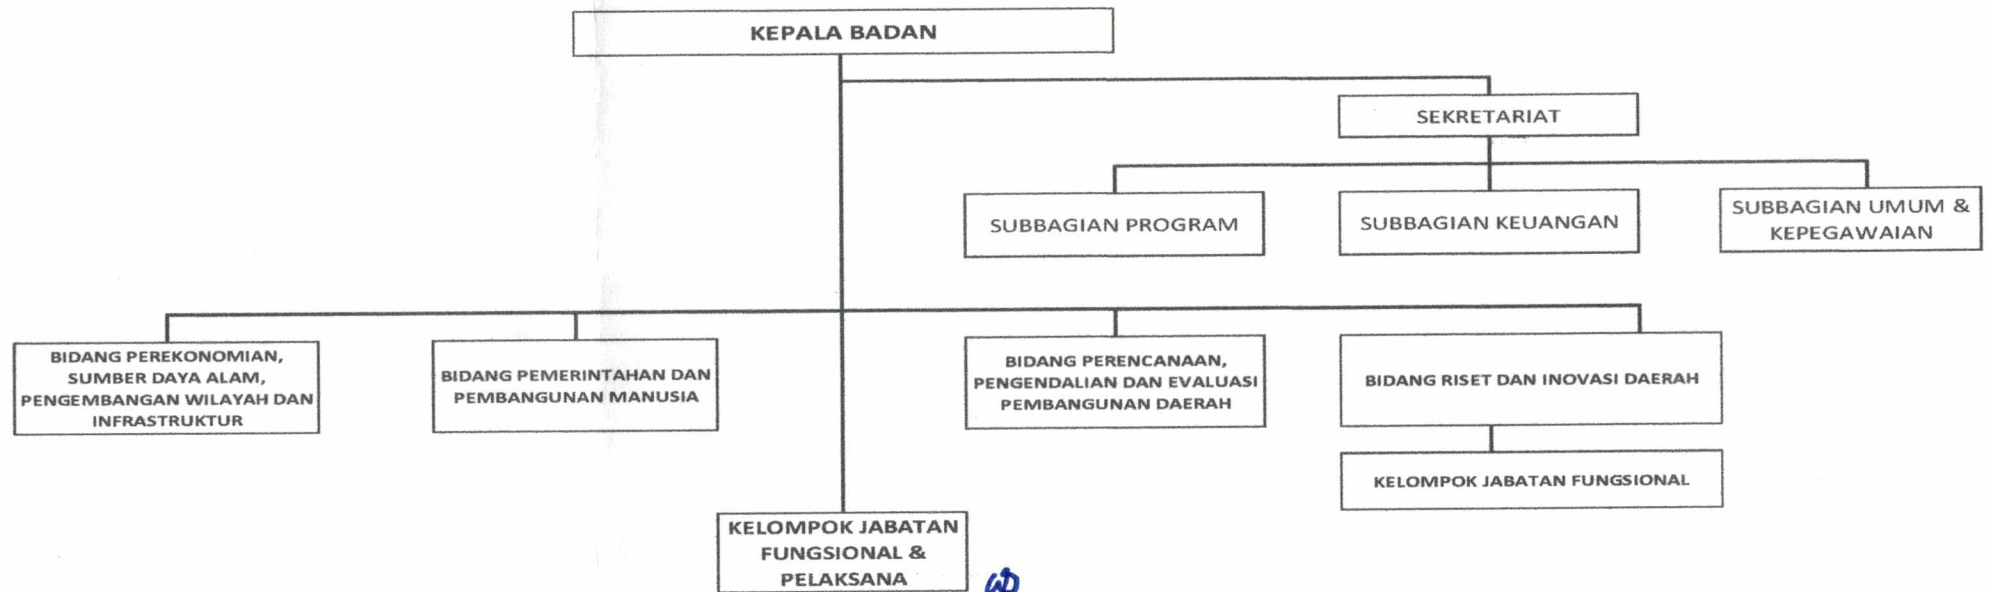 KEPALA BADAN
SEKRETARIAT
SUBBAGIAN PROGRAM
SUBBAGIAN KEUANGAN
SUBBAGIAN UMUM &
KEPEGAWAIAN
BIDANG PEREKONOMIAN,
SUMBER DAYA ALAM,
PENGEMBANGAN WILAYAH DAN
INFRASTRUKTUR
BIDANG PEMERINTAHAN DAN
PEMBANGUNAN MANUSIA
BIDANG PERENCANAAN,
PENGENDALIAN DAN EVALUASI
PEMBANGUNAN DAERAH
BIDANG RISET DAN INOVASI DAERAH
KELOMPOK JABATAN FUNGSIONAL
KELOMPOK JABATAN
FUNGSIONAL &
PELAKSANA